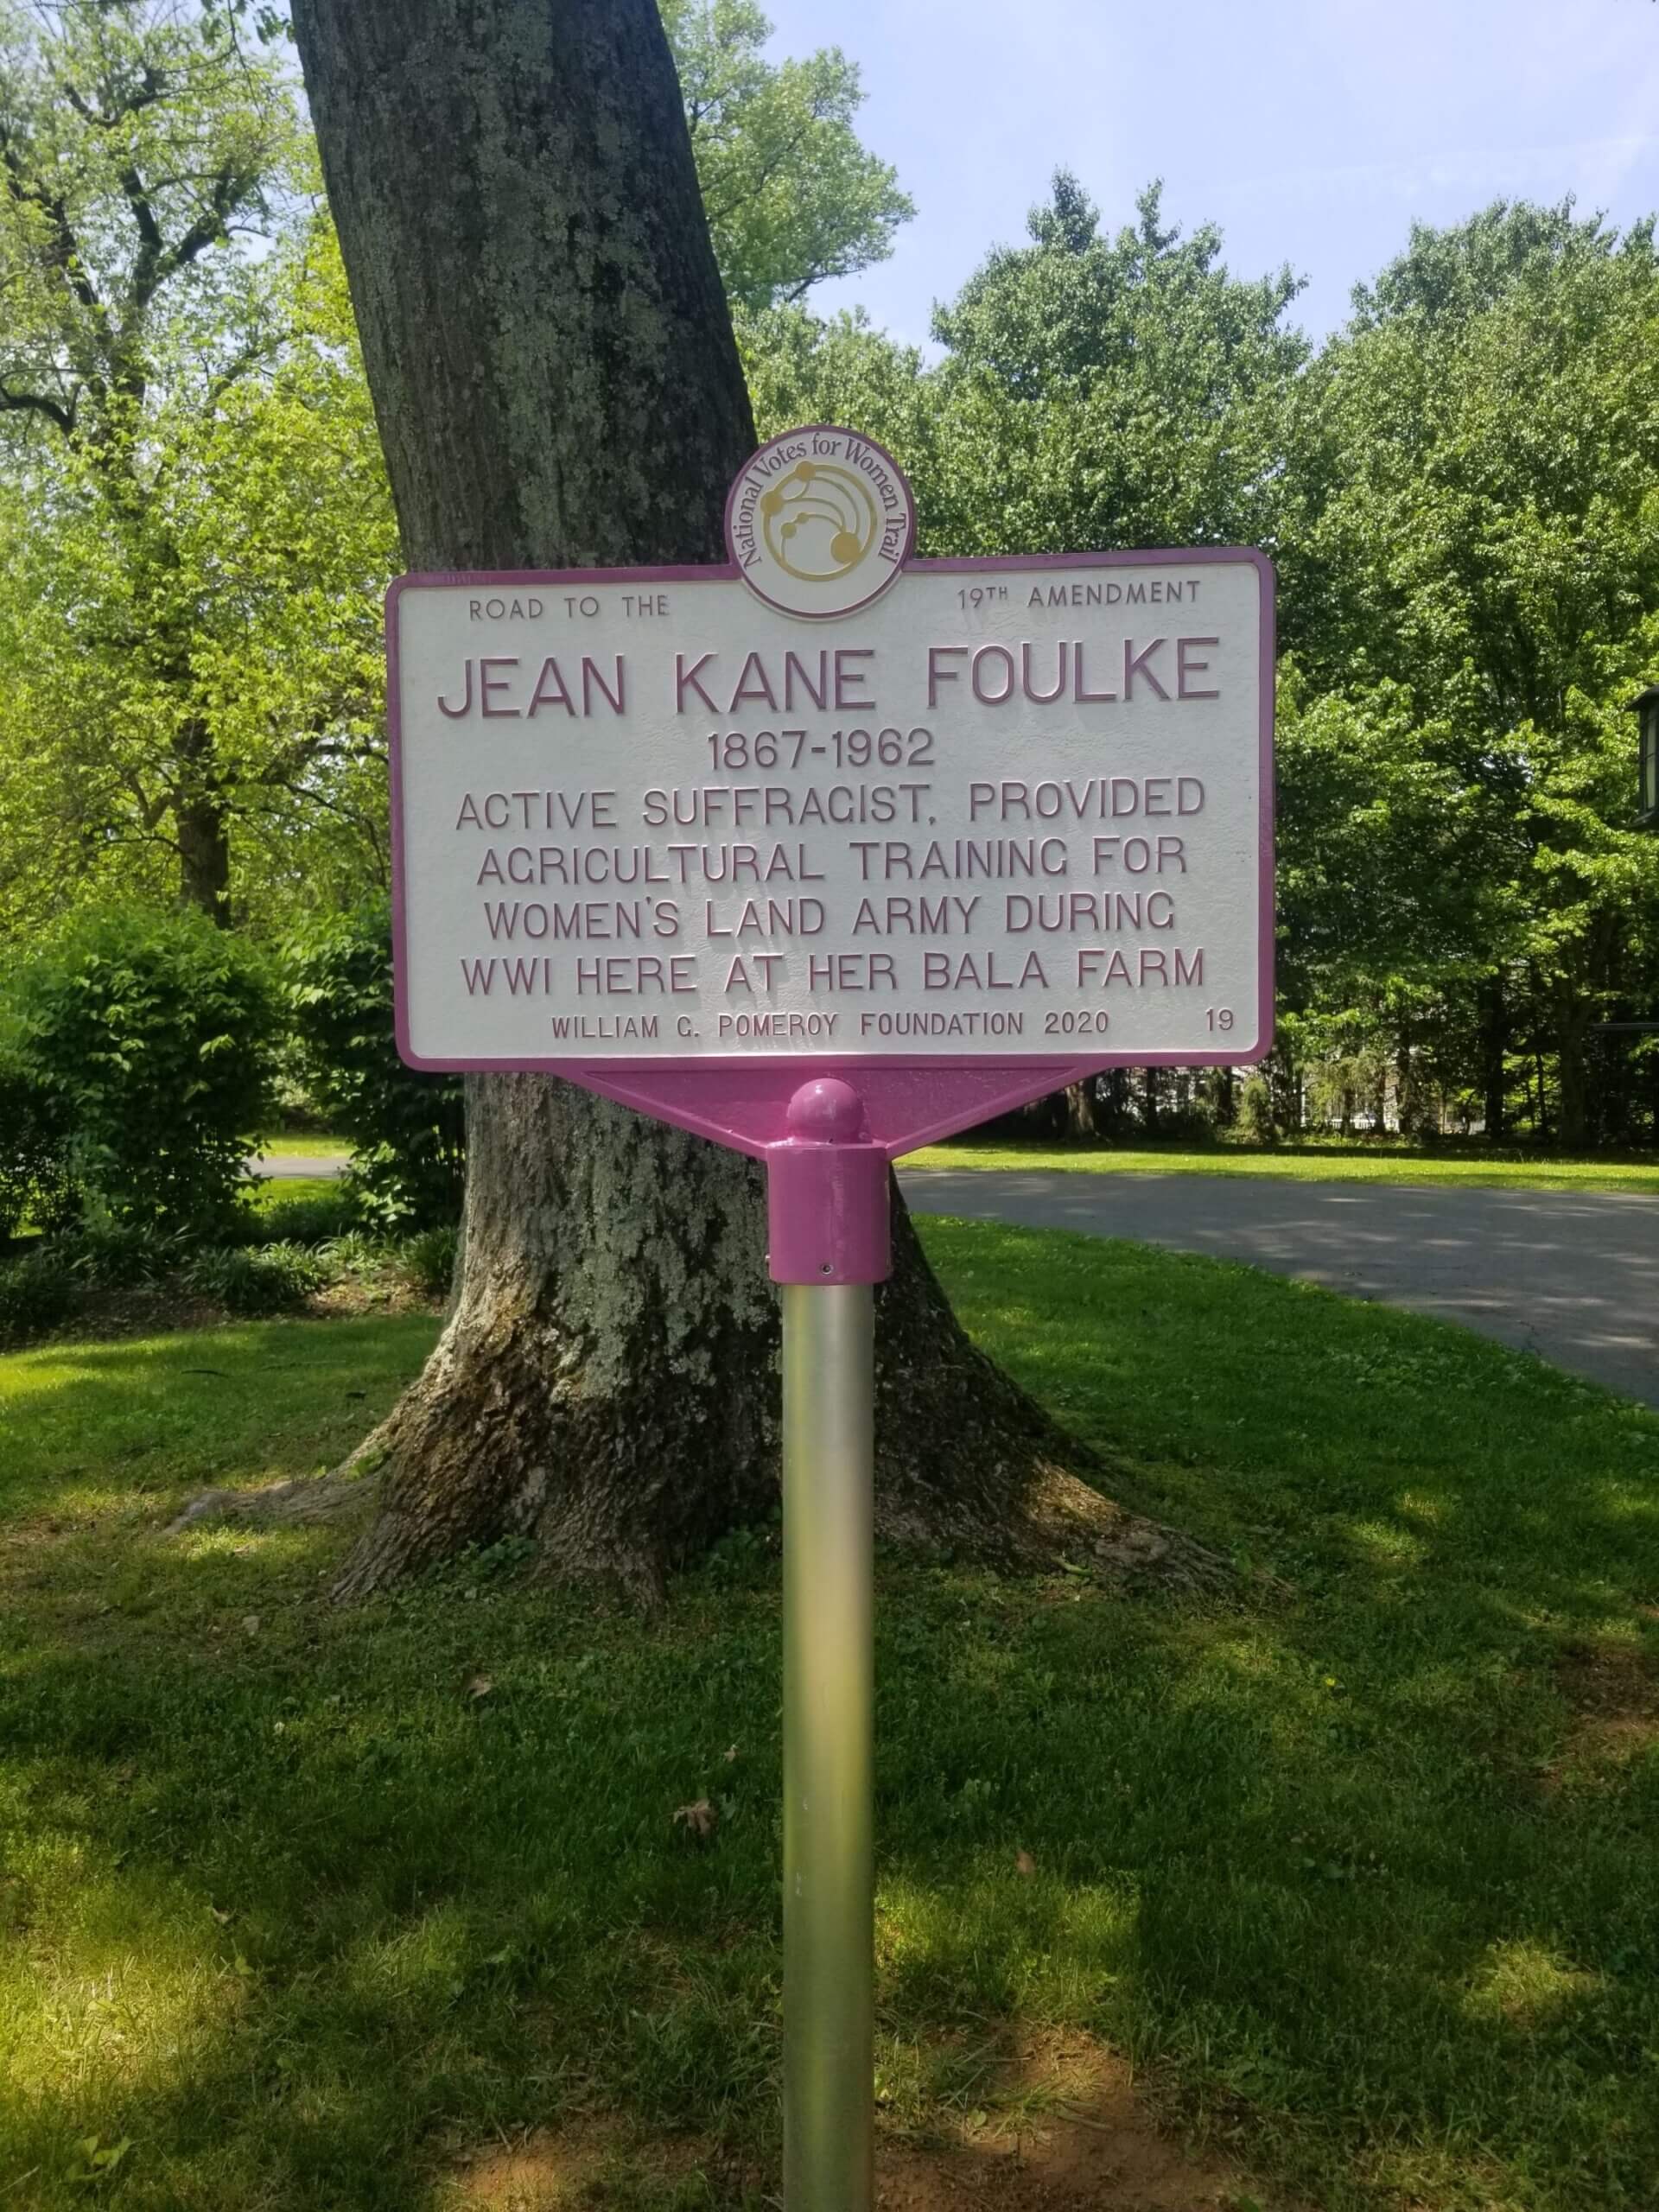 National Votes for Women Trail
ROAD TO THE 19TH AMENDMENT
JEAN KANE FOULKE
1867-1962
ACTIVE SUFFRAGIST, PROVIDED
AGRICULTURAL TRAINING FOR
WOMEN'S LAND ARMY DURING
WWI HERE AT HER BALA FARM
WILLIAM G. POMEROY FOUNDATION 2020 19